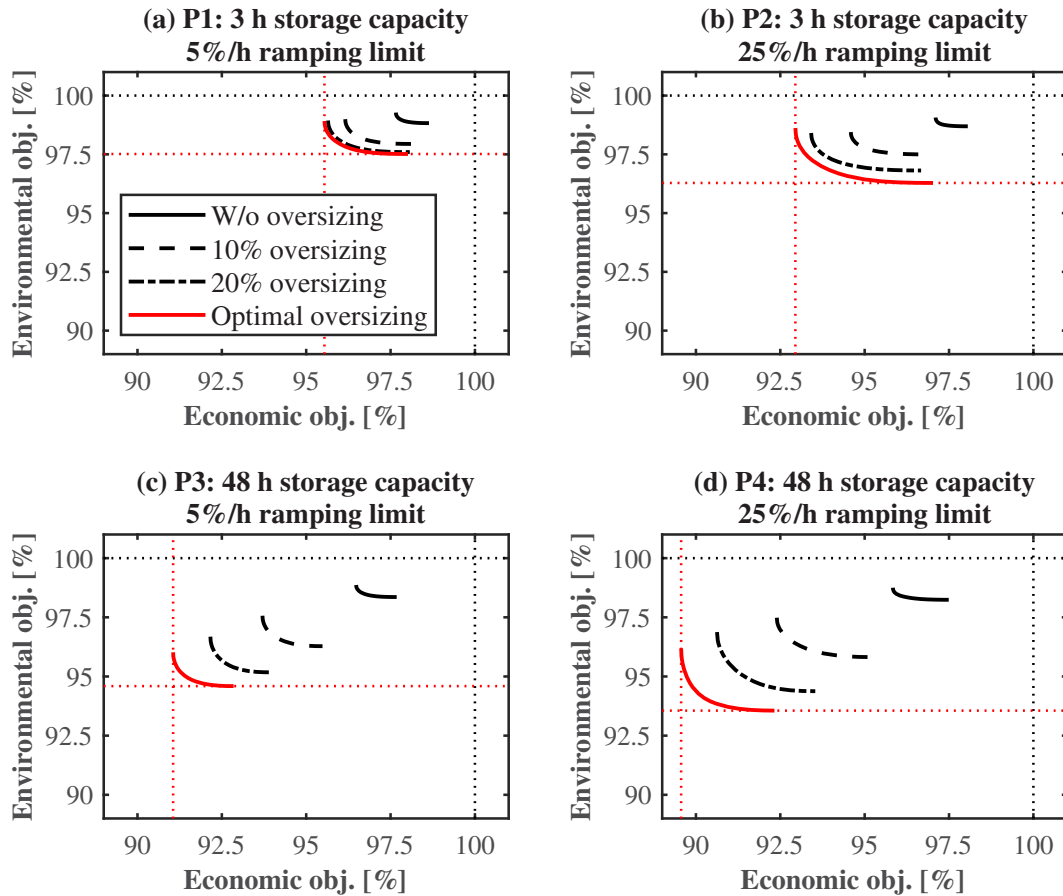 (a) P1: 3 h storage capacity
5%/h ramping limit
Environmental obj. [%]
100
97.5
95
92.5
90
W/o oversizing
10% oversizing
20% oversizing
Optimal oversizing
90 92.5 95 97.5 100
Economic obj. [%]
(b) P2: 3 h storage capacity
25%/h ramping limit
Environmental obj. [%]
100
97.5
95
92.5
90
90 92.5 95 97.5 100
Economic obj. [%]
(c) P3: 48 h storage capacity
5%/h ramping limit
Environmental obj. [%]
100
97.5
95
92.5
90
90 92.5 95 97.5 100
Economic obj. [%]
(d) P4: 48 h storage capacity
25%/h ramping limit
Environmental obj. [%]
100
97.5
95
92.5
90
90 92.5 95 97.5 100
Economic obj. [%]